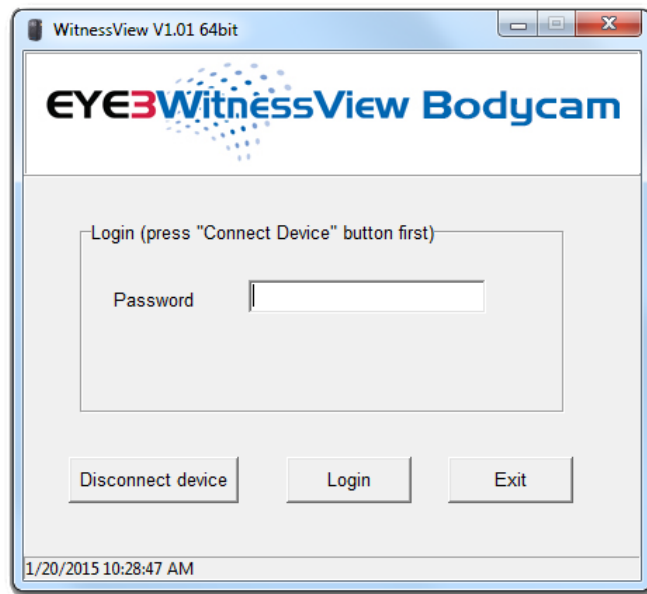 WitnessView V1.01 64bit
EYE3WitnessView Bodycam
Login (press "Connect Device" button first)
Password
Disconnect device
Login
Exit
1/20/2015 10:28:47 AM